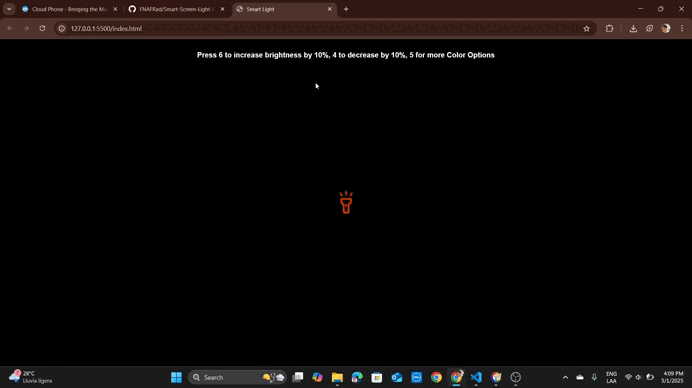 Cloud Phone - Bringing the Mo
FNAFRad/Smart-Screen-Light-
Smart Light
127.0.0.1:5500/index.html
Press 6 to increase brightness by 10%, 4 to decrease by 10%, 5 for more Color Options
28°C
Lluvia ligera
Search
ENG
LAA
4:09 PM
5/1/2025